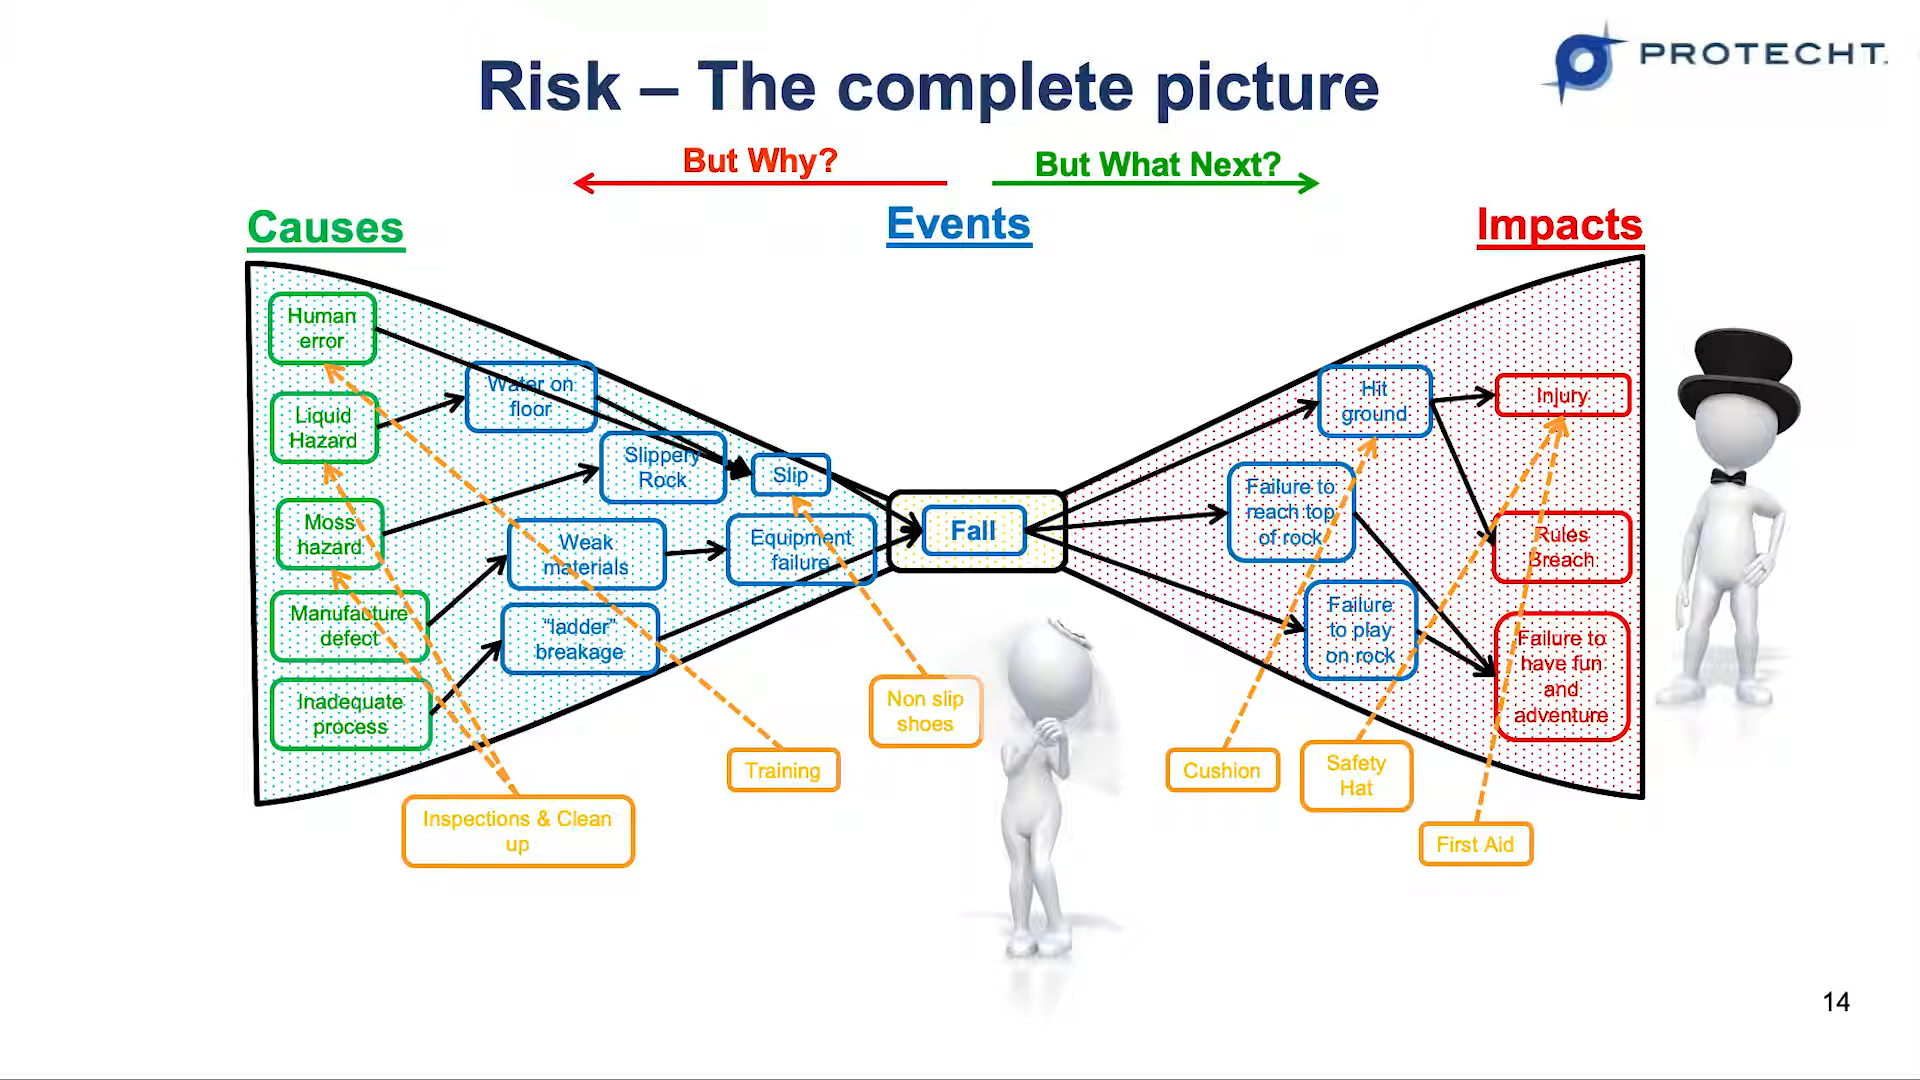 PROTECHT
Risk – The complete picture
But Why?
But What Next?
Causes
Events
Impacts
Human
error
Liquid
Hazard
Moss
hazard
Manufacture
defect
Inadequate
process
Water on
floor
Slippery
Rock
Slip
Weak
materials
Equipment
failure
"ladder"
breakage
Fall
Hit
ground
Failure to
reach top
of rock
Failure
to play
on rock
Injury
Rules
Breach
Failure to
have fun
and
adventure
Non slip
shoes
Training
Inspections & Clean
up
Cushion
Safety
Hat
First Aid
14